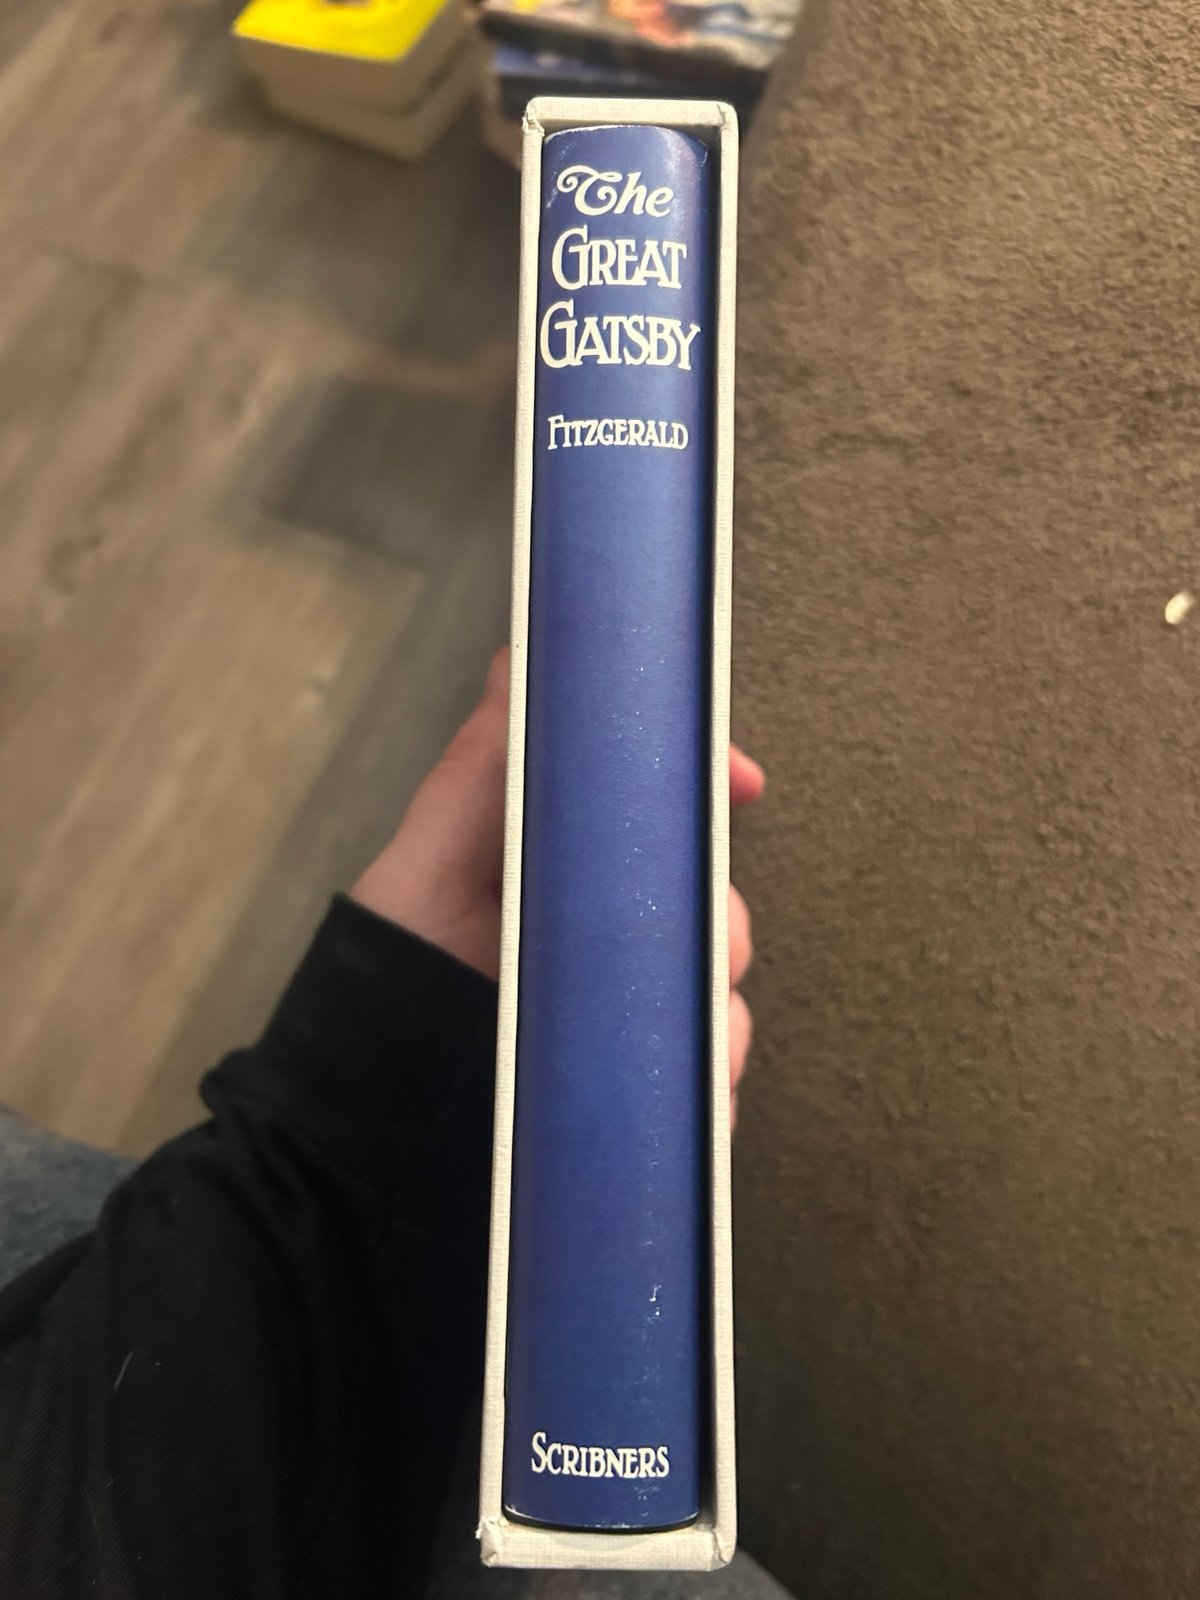 The
GREAT
GATSBY
FITZGERALD
SCRIBNERS